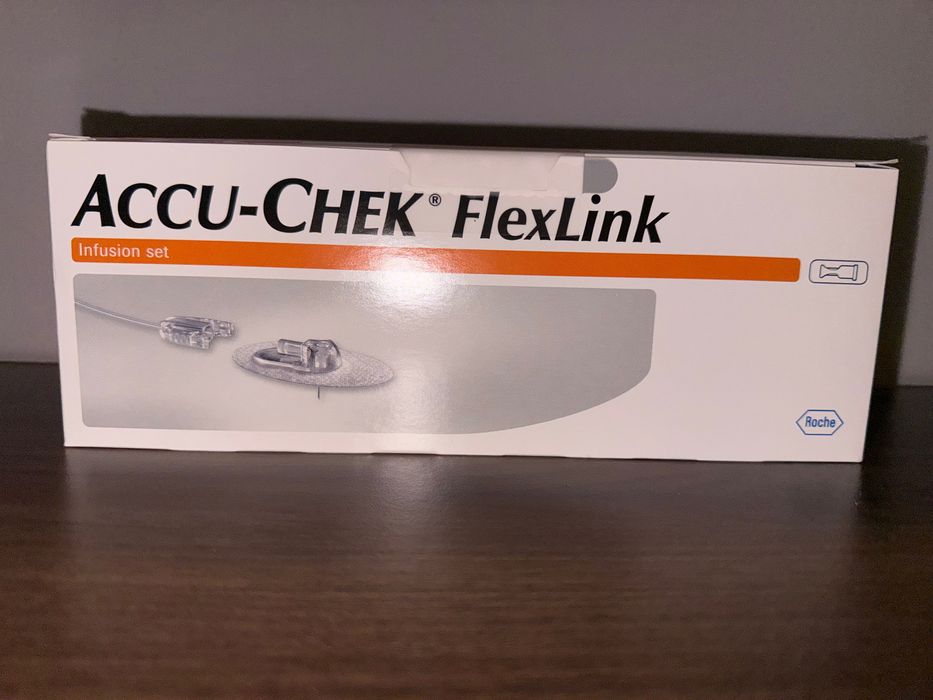 ACCU-CHEK® FlexLink
Infusion set
Roche